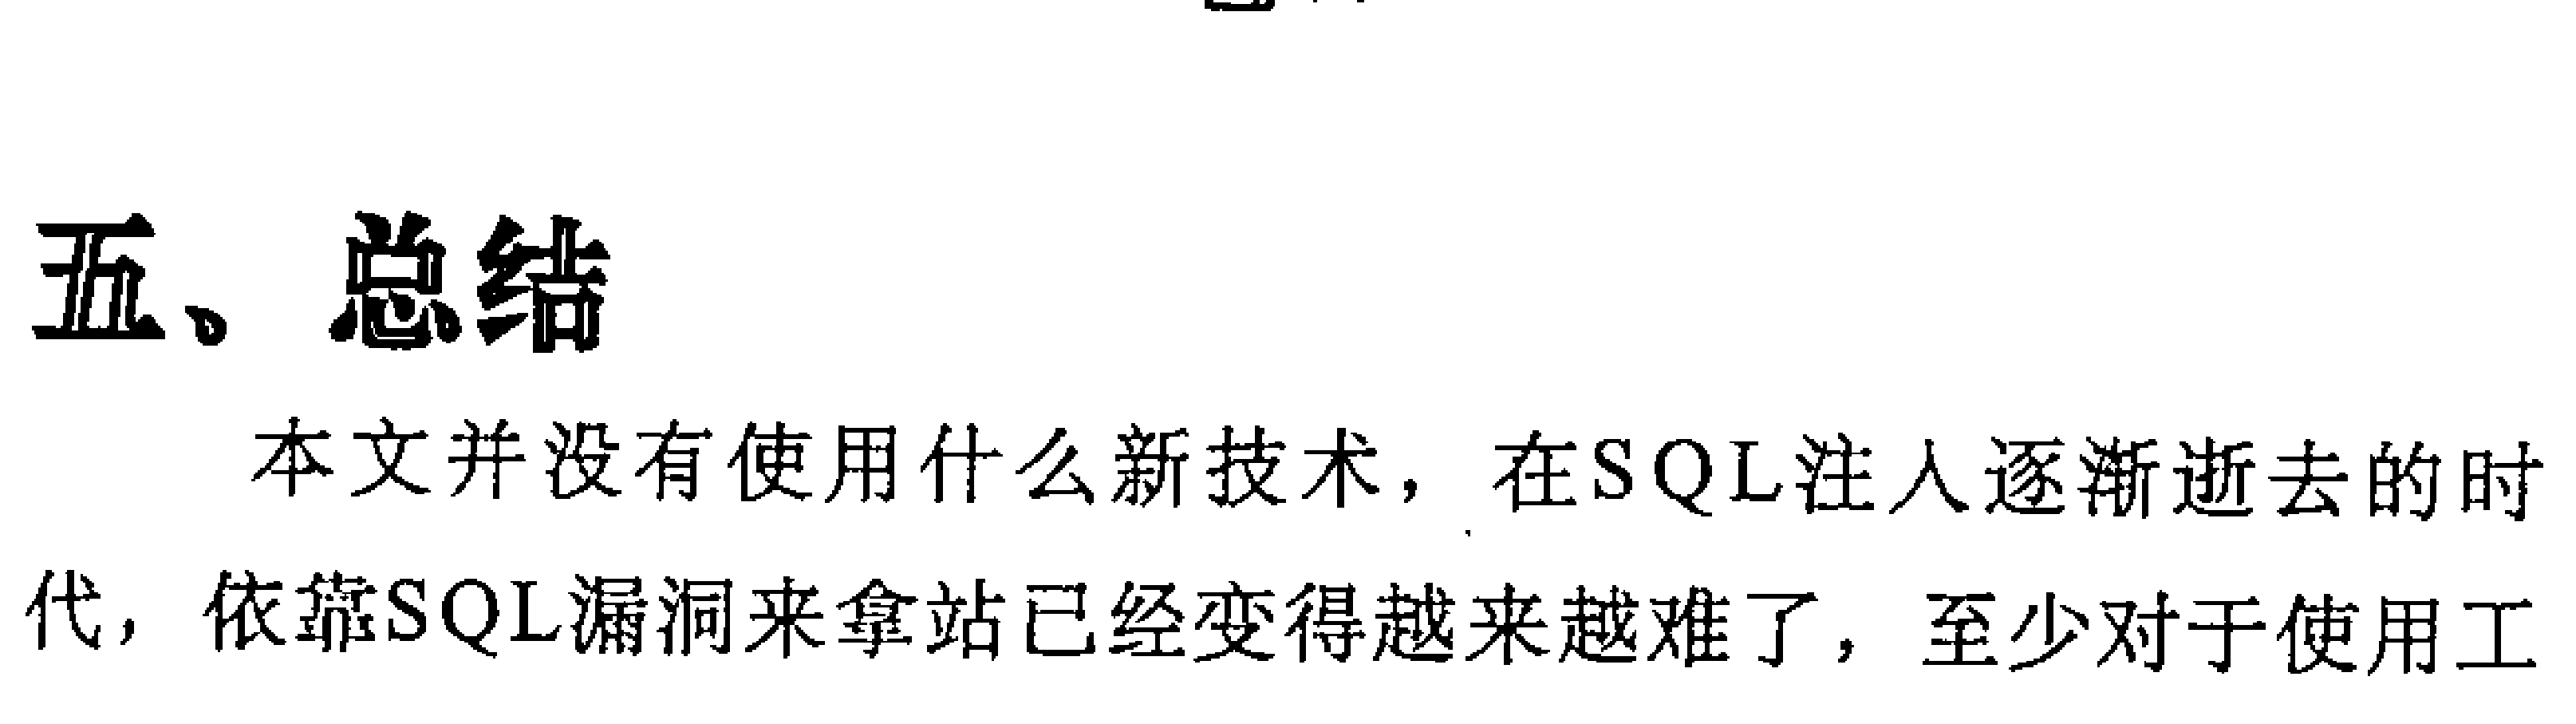 五、总结
本文并没有使用什么新技术，在SQL注人逐渐逝去的时
代，依靠SQL漏洞来拿站已经变得越来越难了，至少对于使用工